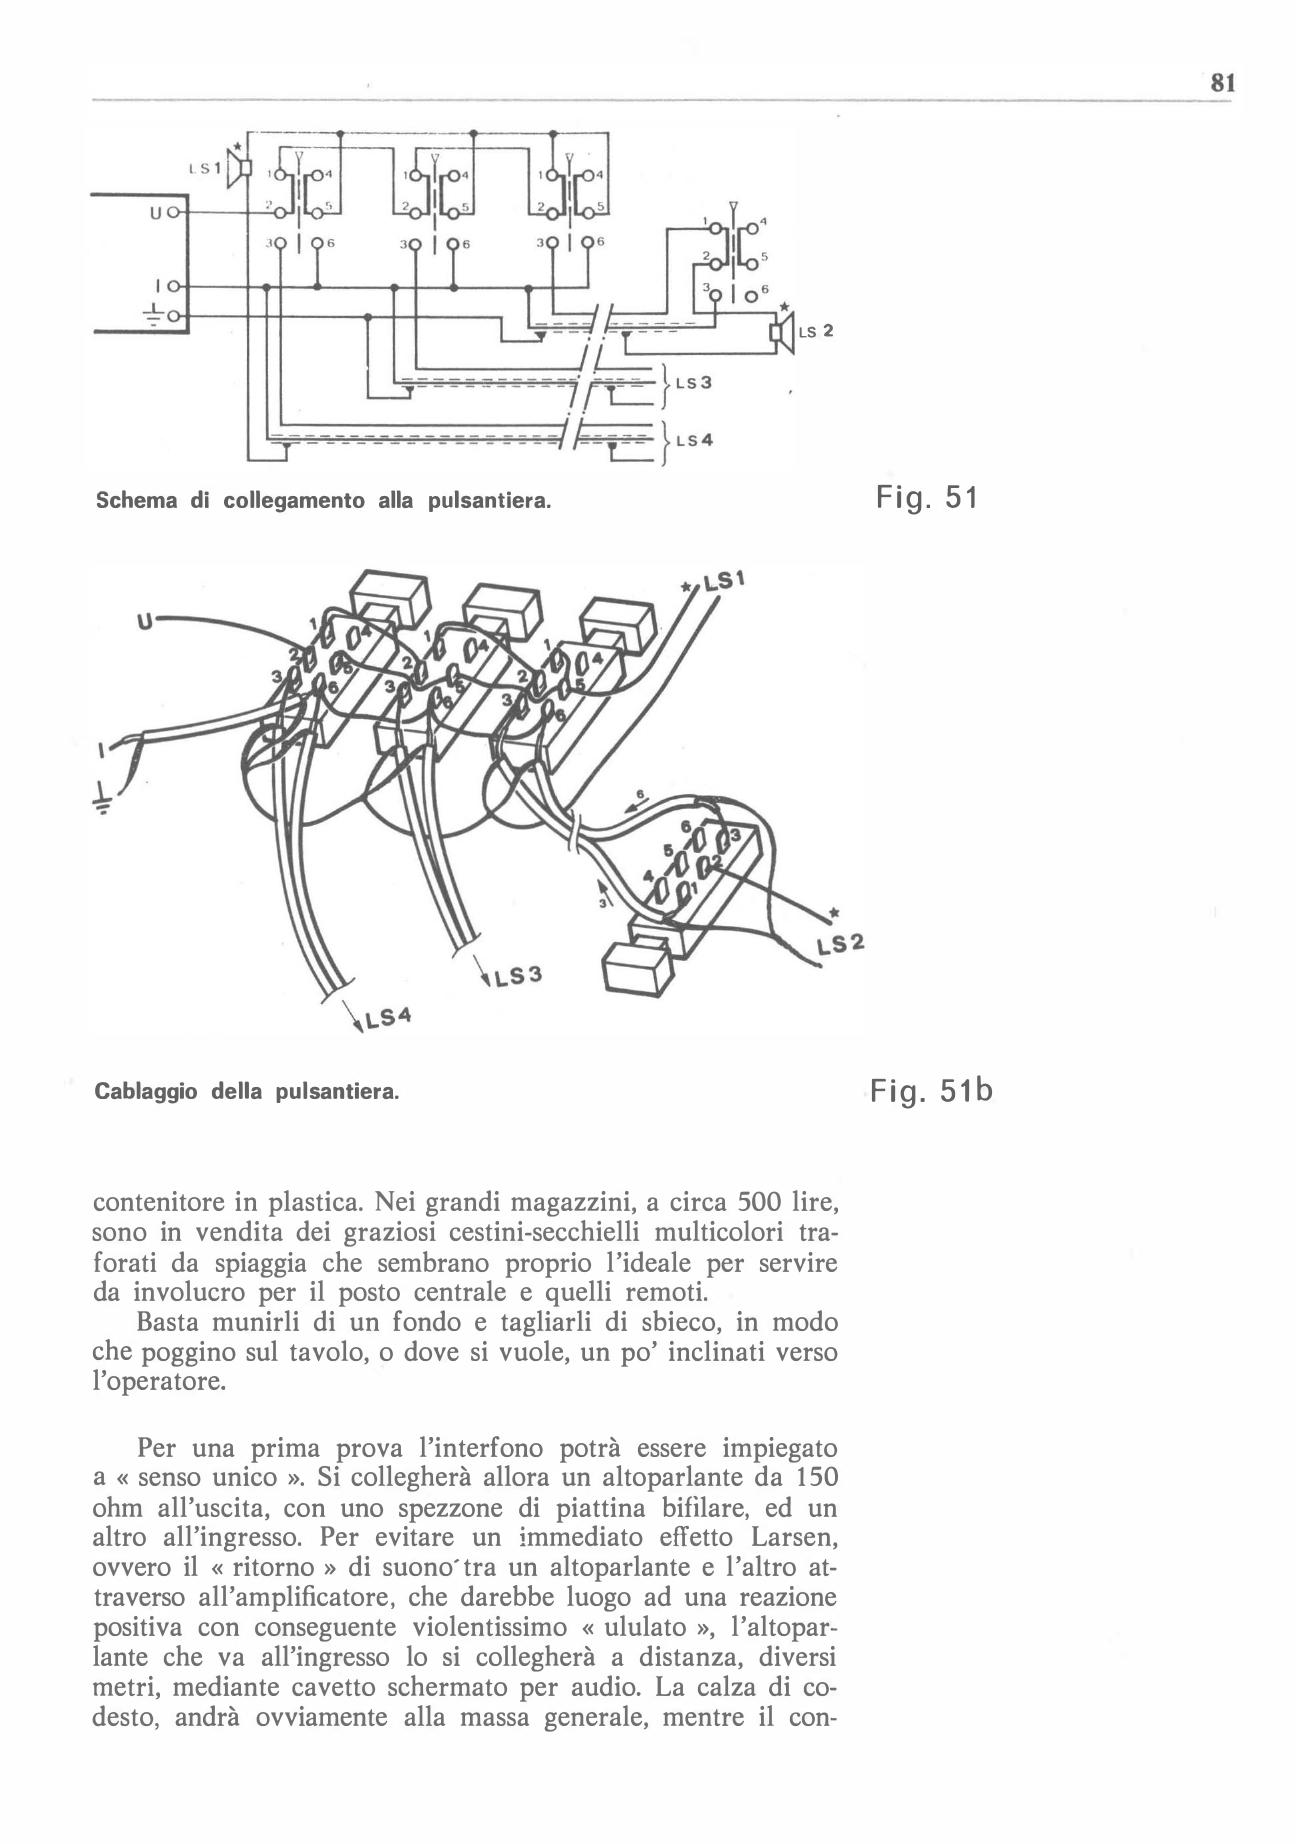 81
LS1
1 4 1 4 1 4
U 2 5 2 5 2 5
1 4
3 6 3 6 3 6
2 5
I
3 6
LS 2
LS3
LS4
Schema di collegamento alla pulsantiera. Fig. 51
* LS1
U
1 4 1 4 1 4
2 5 2 5 2 5
3 6 3 6 3 6
I
6
6 3
5 2
4 1
3
*
LS2
LS3
LS4
Cablaggio della pulsantiera. Fig. 51b
contenitore in plastica. Nei grandi magazzini, a circa 500 lire,
sono in vendita dei graziosi cestini-secchielli multicolori tra-
forati da spiaggia che sembrano proprio l’ideale per servire
da involucro per il posto centrale e quelli remoti.
Basta munirli di un fondo e tagliarli di sbieco, in modo
che poggino sul tavolo, o dove si vuole, un po’ inclinati verso
l’operatore.
Per una prima prova l’interfono potrà essere impiegato
a « senso unico ». Si collegherà allora un altoparlante da 150
ohm all’uscita, con uno spezzone di piattina bifilare, ed un
altro all’ingresso. Per evitare un immediato effetto Larsen,
ovvero il « ritorno » di suono tra un altoparlante e l’altro at-
traverso all’amplificatore, che darebbe luogo ad una reazione
positiva con conseguente violentissimo « ululato », l’altopar-
lante che va all’ingresso lo si collegherà a distanza, diversi
metri, mediante cavetto schermato per audio. La calza di co-
desto, andrà ovviamente alla massa generale, mentre il con-